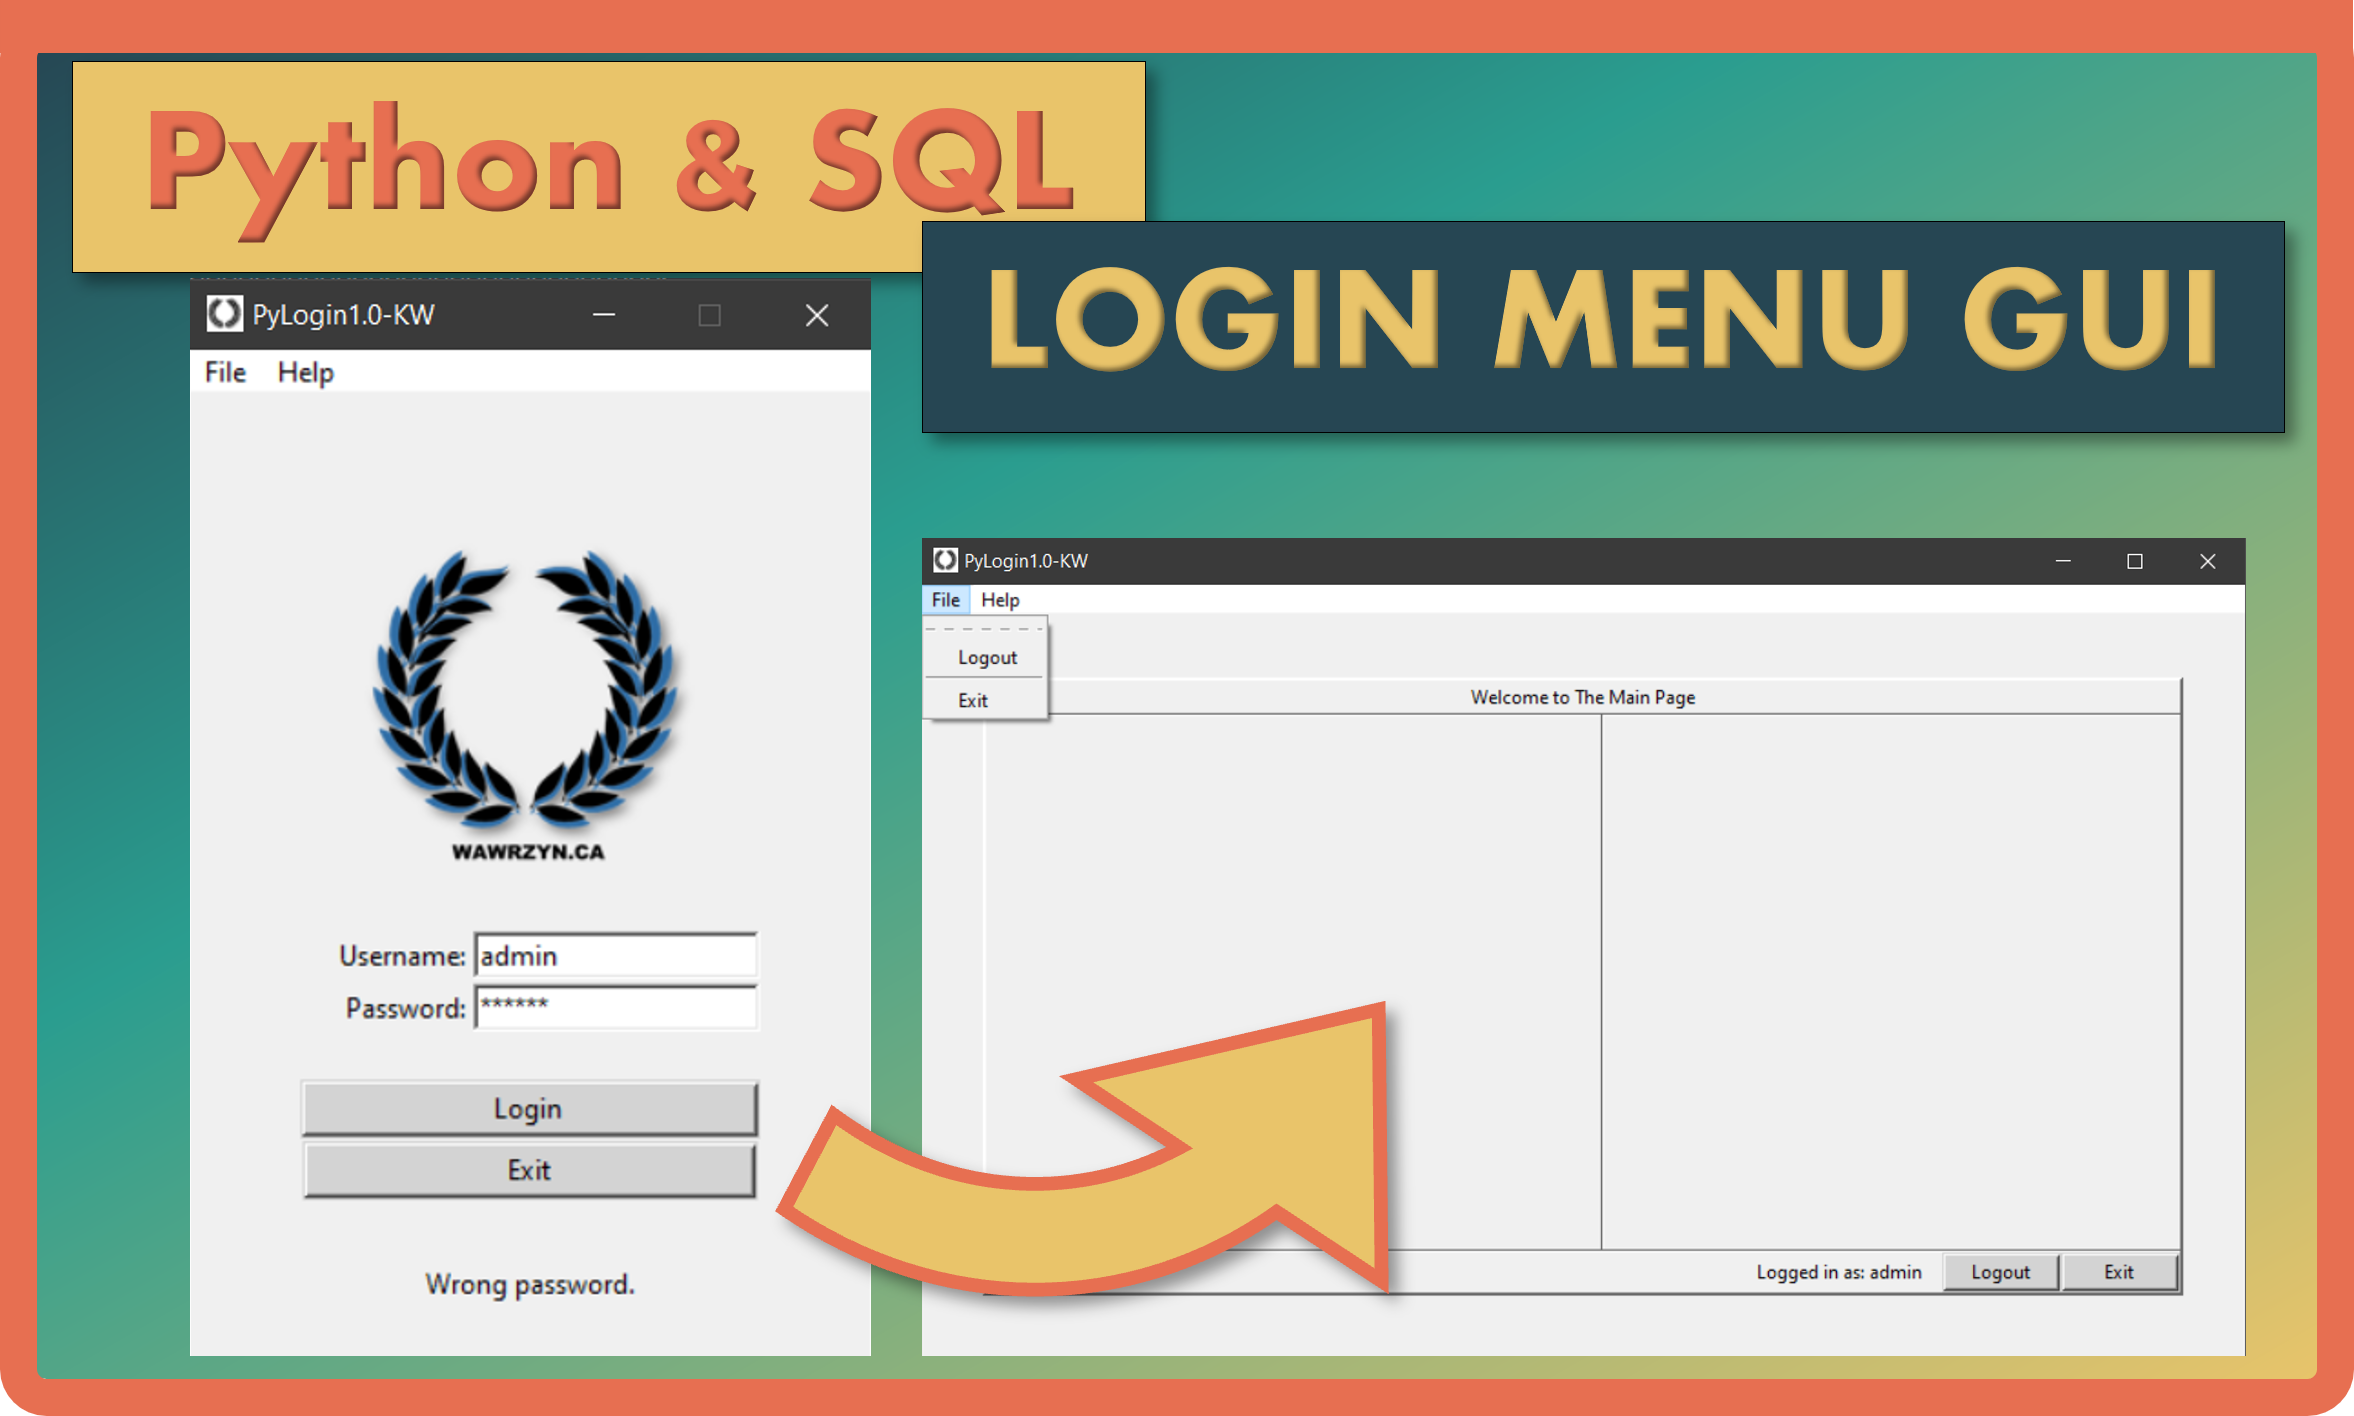 Python & SQL
LOGIN MENU GUI
PyLogin1.0-KW
File Help
WAWRZYN.CA
Username: admin
Password: ******
Login
Exit
Wrong password.
PyLogin1.0-KW
File Help
Logout
Exit
Welcome to The Main Page
Logged in as: admin Logout Exit